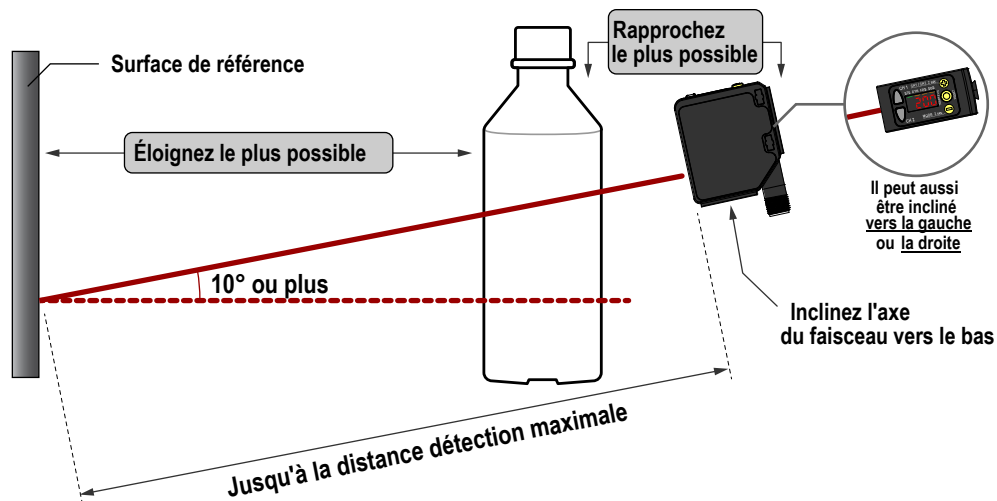 Surface de référence
Rapprochez
le plus possible
Éloignez le plus possible
200
Il peut aussi
être incliné
vers la gauche
ou la droite
10° ou plus
Inclinez l'axe
du faisceau vers le bas
Jusqu'à la distance détection maximale